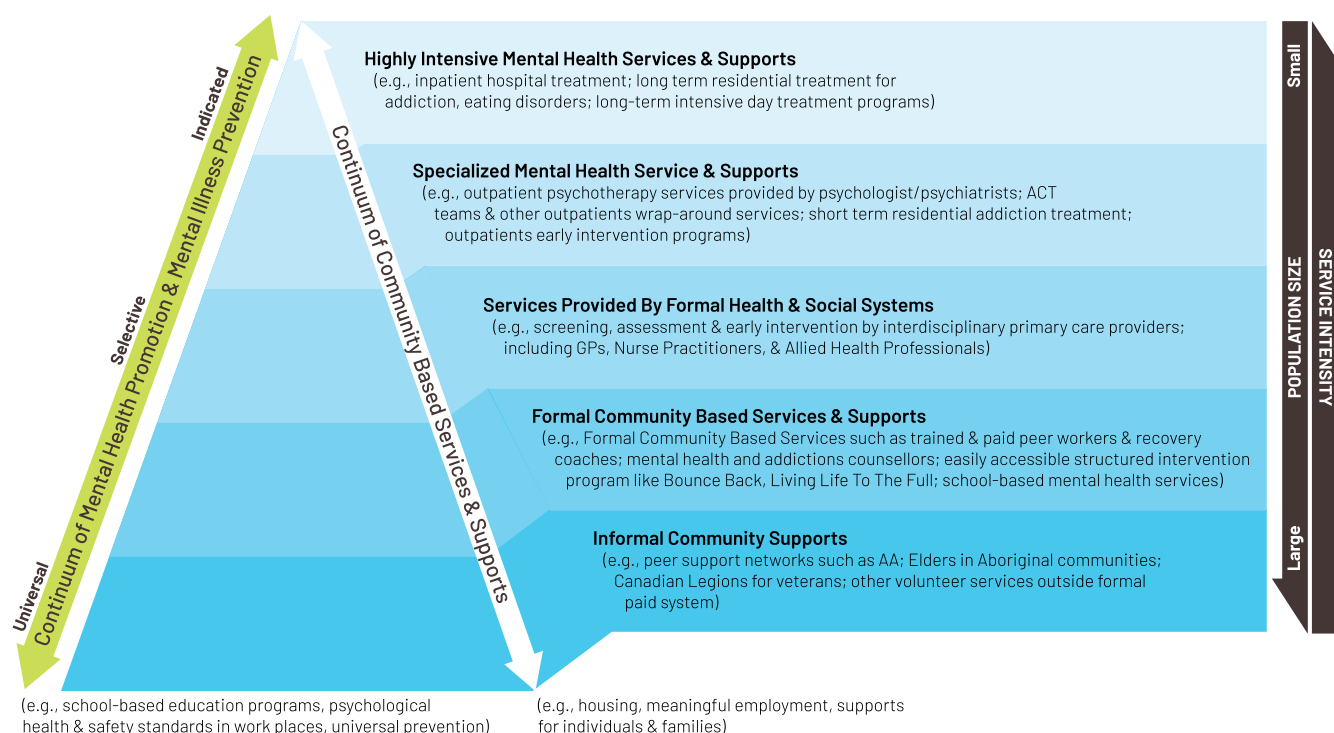 Highly Intensive Mental Health Services & Supports
(e.g., inpatient hospital treatment; long term residential treatment for
addiction, eating disorders; long-term intensive day treatment programs)
Specialized Mental Health Service & Supports
(e.g., outpatient psychotherapy services provided by psychologist/psychiatrists; ACT
teams & other outpatients wrap-around services; short term residential addiction treatment;
outpatients early intervention programs)
Services Provided By Formal Health & Social Systems
(e.g., screening, assessment & early intervention by interdisciplinary primary care providers;
including GPs, Nurse Practitioners, & Allied Health Professionals)
Formal Community Based Services & Supports
(e.g., Formal Community Based Services such as trained & paid peer workers & recovery
coaches; mental health and addictions counsellors; easily accessible structured intervention
program like Bounce Back, Living Life To The Full; school-based mental health services)
Informal Community Supports
(e.g., peer support networks such as AA; Elders in Aboriginal communities;
Canadian Legions for veterans; other volunteer services outside formal
paid system)
Indicated
Selective
Universal
Continuum of Mental Health Promotion & Mental Illness Prevention
Continuum of Community Based Services & Supports
Small
POPULATION SIZE
Large
SERVICE INTENSITY
(e.g., school-based education programs, psychological
health & safety standards in work places, universal prevention)
(e.g., housing, meaningful employment, supports
for individuals & families)